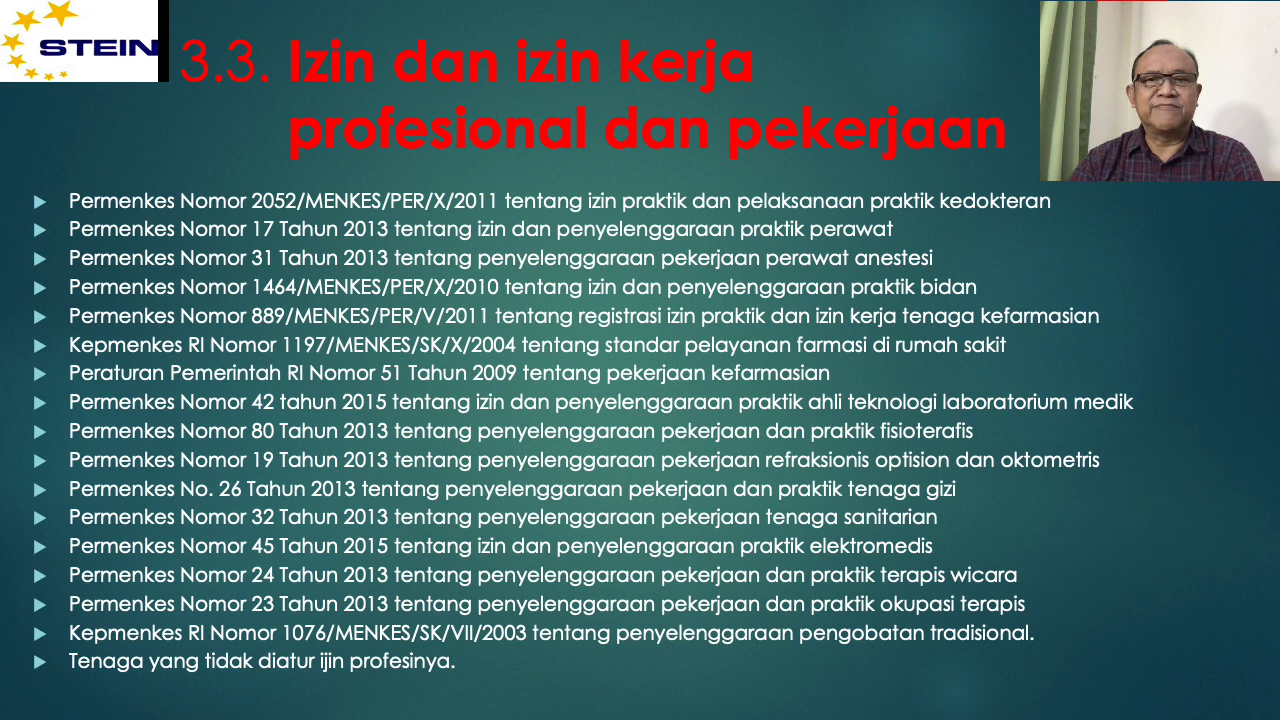 STEIN
3.3. Izin dan izin kerja
profesional dan pekerjaan
Permenkes Nomor 2052/MENKES/PER/X/2011 tentang izin praktik dan pelaksanaan praktik kedokteran
Permenkes Nomor 17 Tahun 2013 tentang izin dan penyelenggaraan praktik perawat
Permenkes Nomor 31 Tahun 2013 tentang penyelenggaraan pekerjaan perawat anestesi
Permenkes Nomor 1464/MENKES/PER/X/2010 tentang izin dan penyelenggaraan praktik bidan
Permenkes Nomor 889/MENKES/PER/V/2011 tentang registrasi izin praktik dan izin kerja tenaga kefarmasian
Kepmenkes RI Nomor 1197/MENKES/SK/X/2004 tentang standar pelayanan farmasi di rumah sakit
Peraturan Pemerintah RI Nomor 51 Tahun 2009 tentang pekerjaan kefarmasian
Permenkes Nomor 42 tahun 2015 tentang izin dan penyelenggaraan praktik ahli teknologi laboratorium medik
Permenkes Nomor 80 Tahun 2013 tentang penyelenggaraan pekerjaan dan praktik fisioterafis
Permenkes Nomor 19 Tahun 2013 tentang penyelenggaraan pekerjaan refraksionis optision dan oktometris
Permenkes No. 26 Tahun 2013 tentang penyelenggaraan pekerjaan dan praktik tenaga gizi
Permenkes Nomor 32 Tahun 2013 tentang penyelenggaraan pekerjaan tenaga sanitarian
Permenkes Nomor 45 Tahun 2015 tentang izin dan penyelenggaraan praktik elektromedis
Permenkes Nomor 24 Tahun 2013 tentang penyelenggaraan pekerjaan dan praktik terapis wicara
Permenkes Nomor 23 Tahun 2013 tentang penyelenggaraan pekerjaan dan praktik okupasi terapis
Kepmenkes RI Nomor 1076/MENKES/SK/VII/2003 tentang penyelenggaraan pengobatan tradisional.
Tenaga yang tidak diatur ijin profesinya.